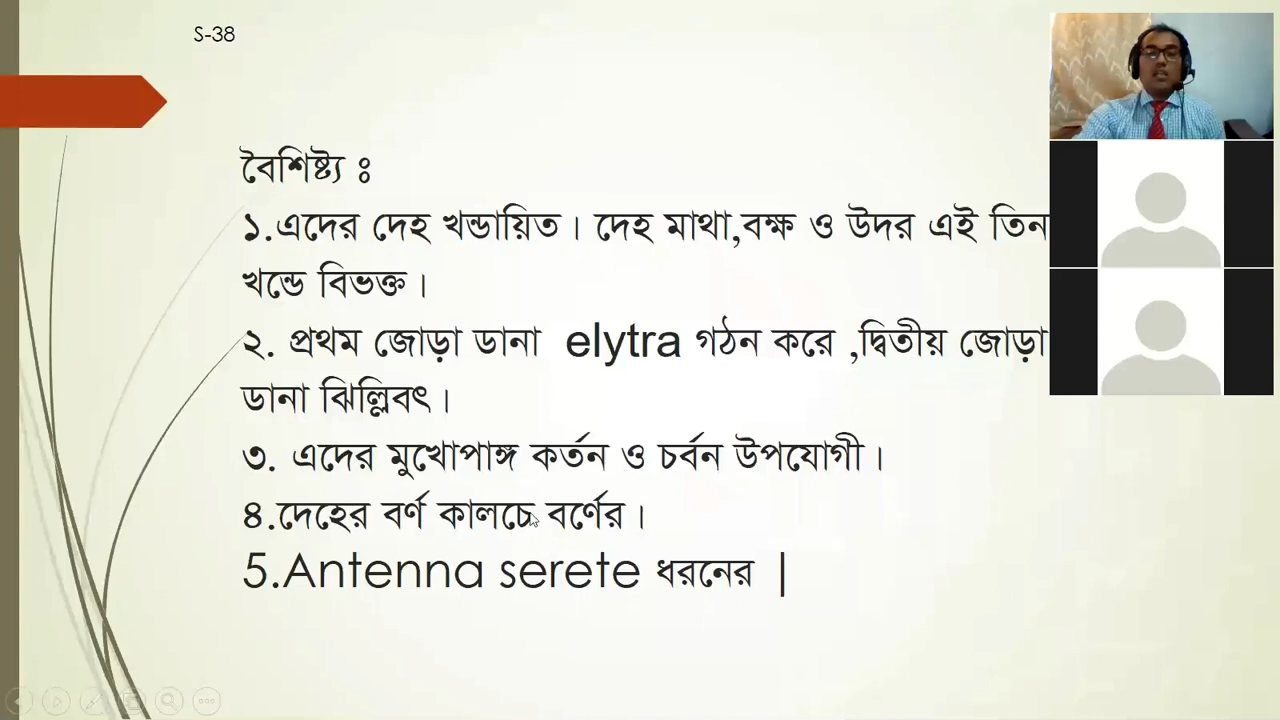 S-38
বৈশিষ্ট্য ঃ
১.এদের দেহ খন্ডায়িত। দেহ মাথা,বক্ষ ও উদর এই তিন
খন্ডে বিভক্ত।
২. প্রথম জোড়া ডানা elytra গঠন করে ,দ্বিতীয় জোড়া
ডানা ঝিল্লিবৎ।
৩. এদের মুখোপাঙ্গ কর্তন ও চর্বন উপযোগী।
৪.দেহের বর্ণ কালচে বর্ণের।
5.Antenna serete ধরনের |